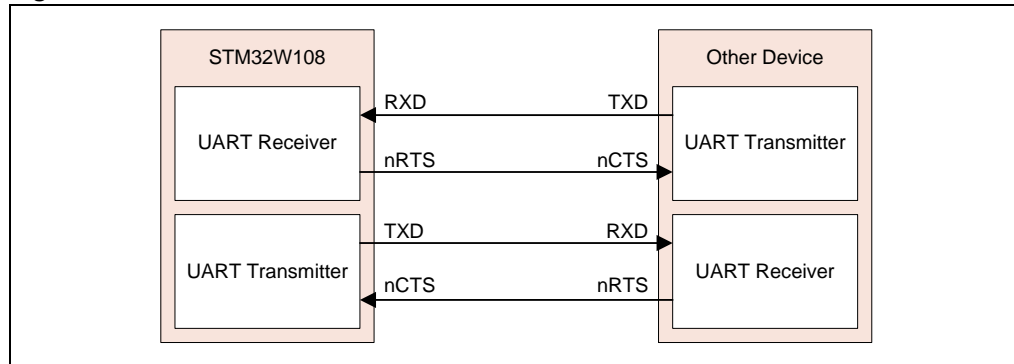 STM32W108 Other Device
RXD TXD
UART Receiver UART Transmitter
nRTS nCTS
TXD RXD
UART Transmitter UART Receiver
nCTS nRTS